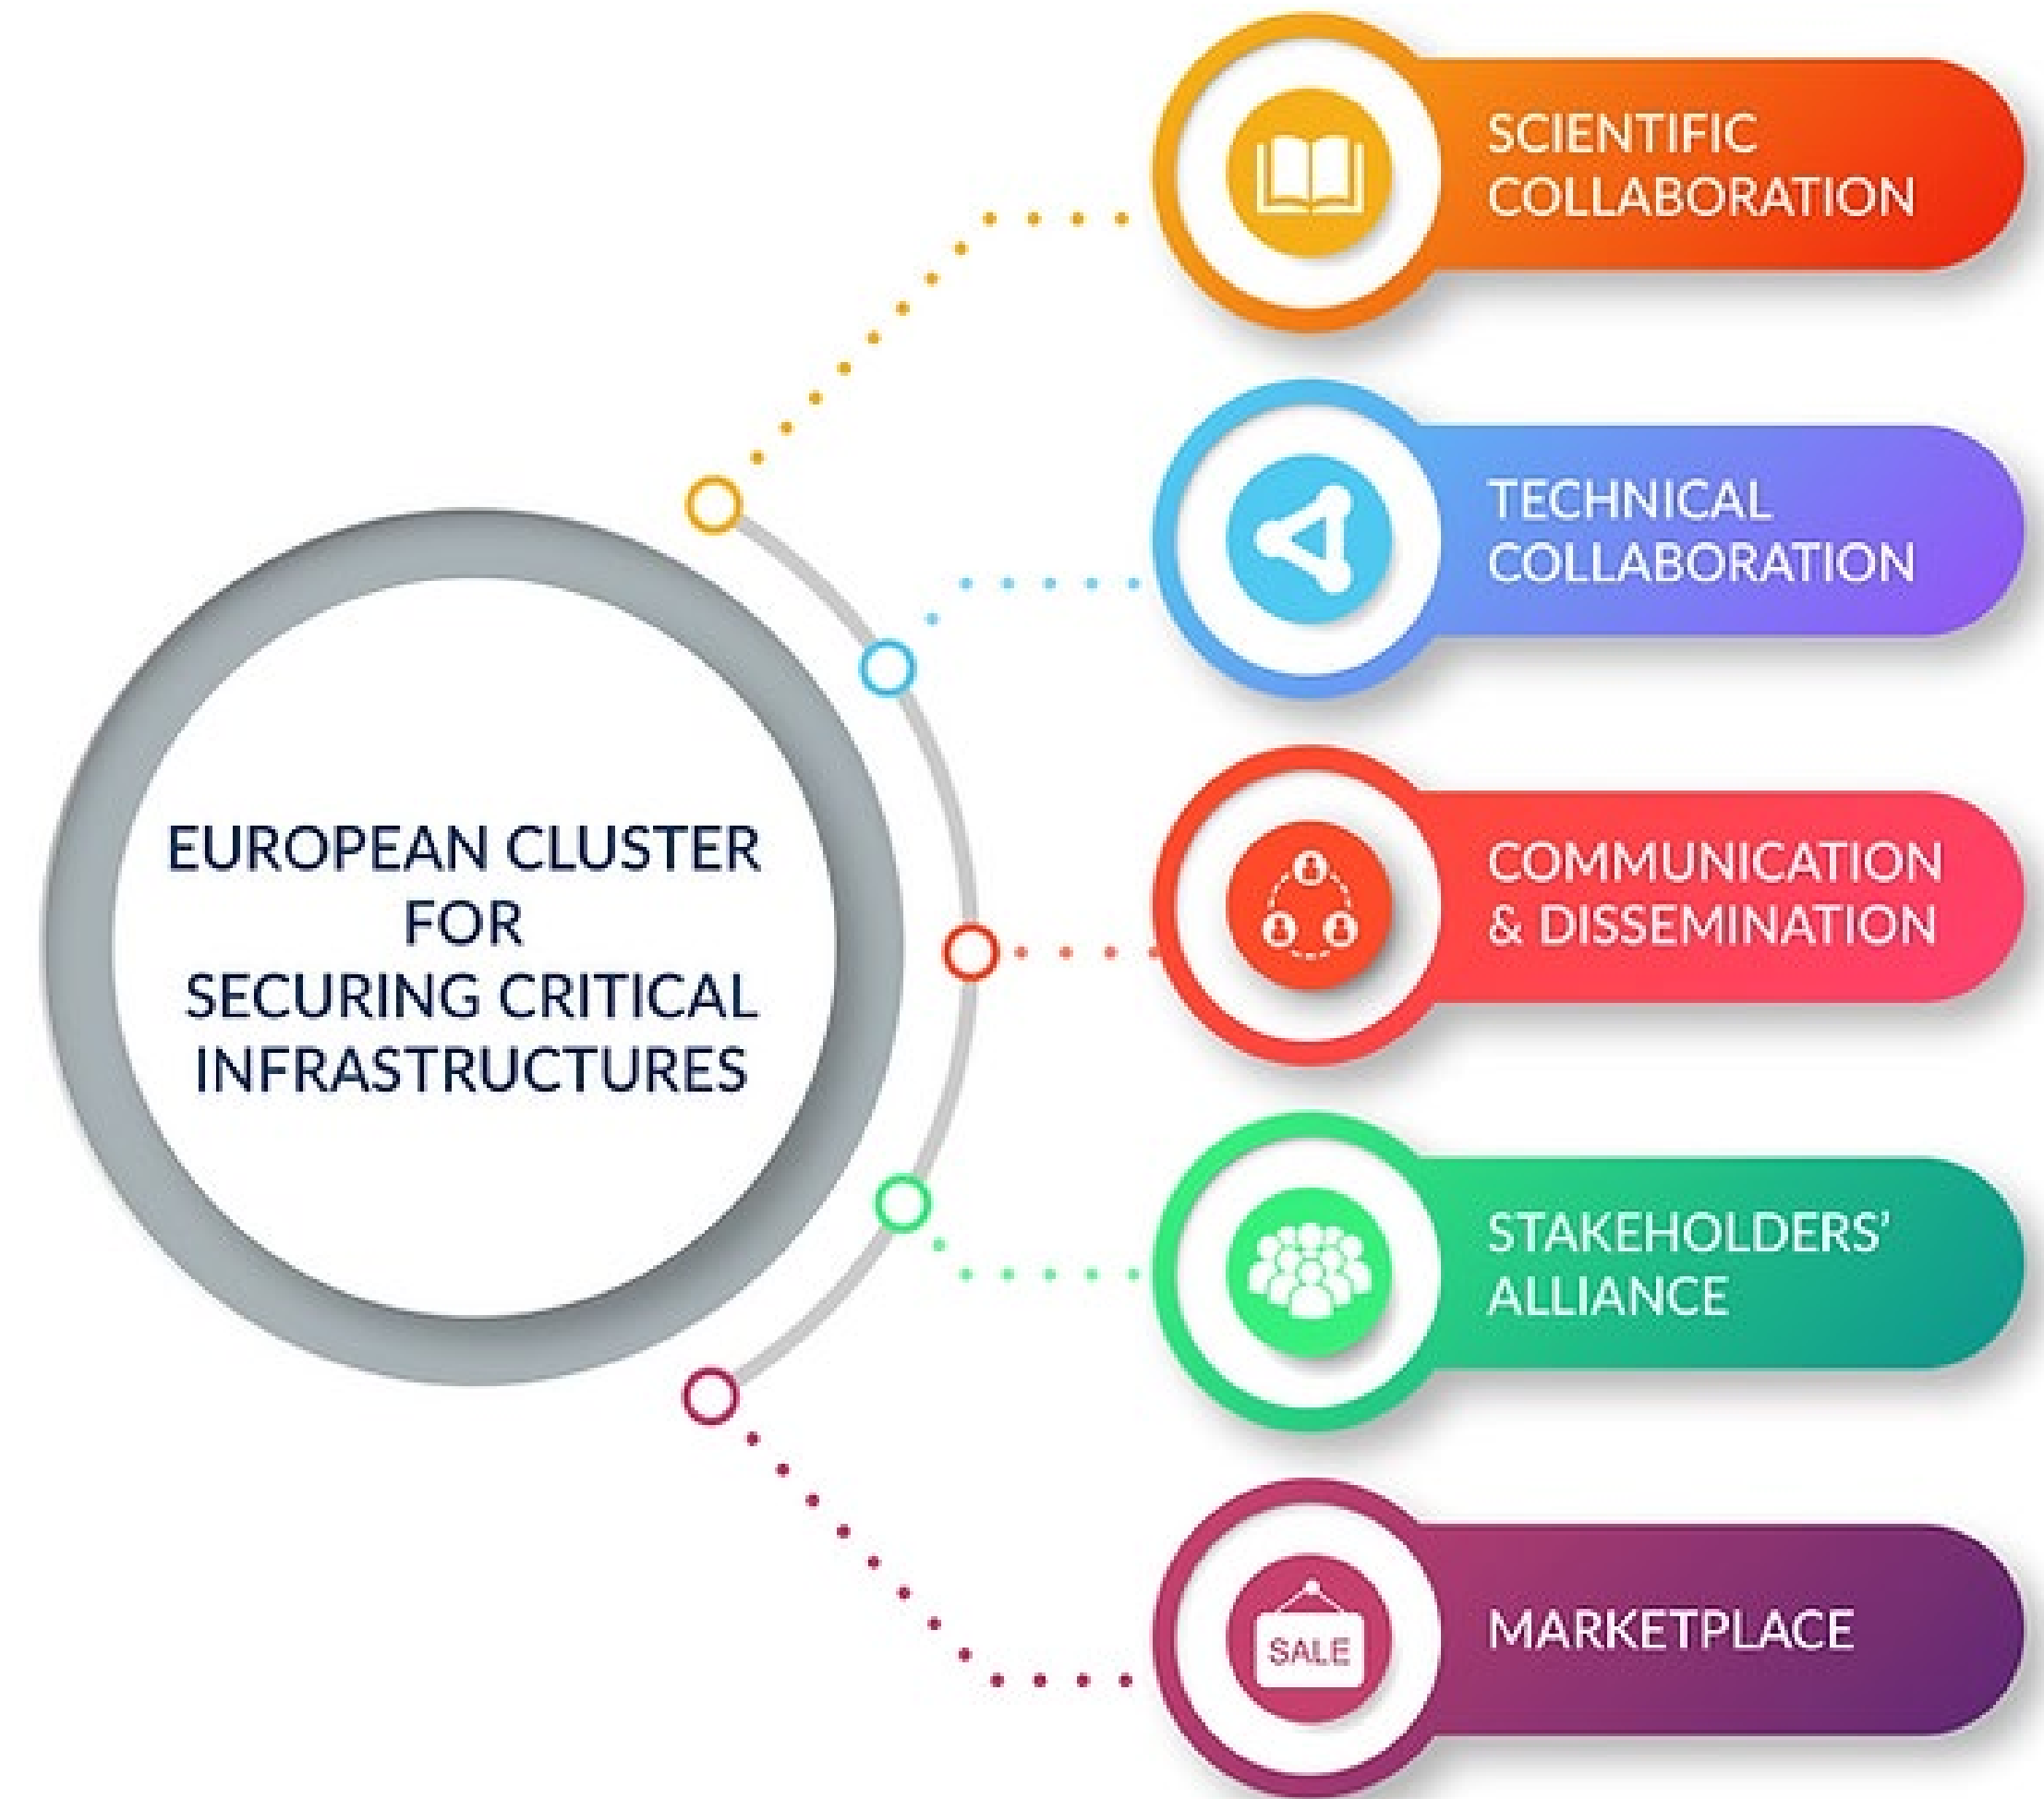 EUROPEAN CLUSTER
FOR
SECURING CRITICAL
INFRASTRUCTURES
SCIENTIFIC
COLLABORATION
TECHNICAL
COLLABORATION
COMMUNICATION
& DISSEMINATION
STAKEHOLDERS’
ALLIANCE
SALE
MARKETPLACE